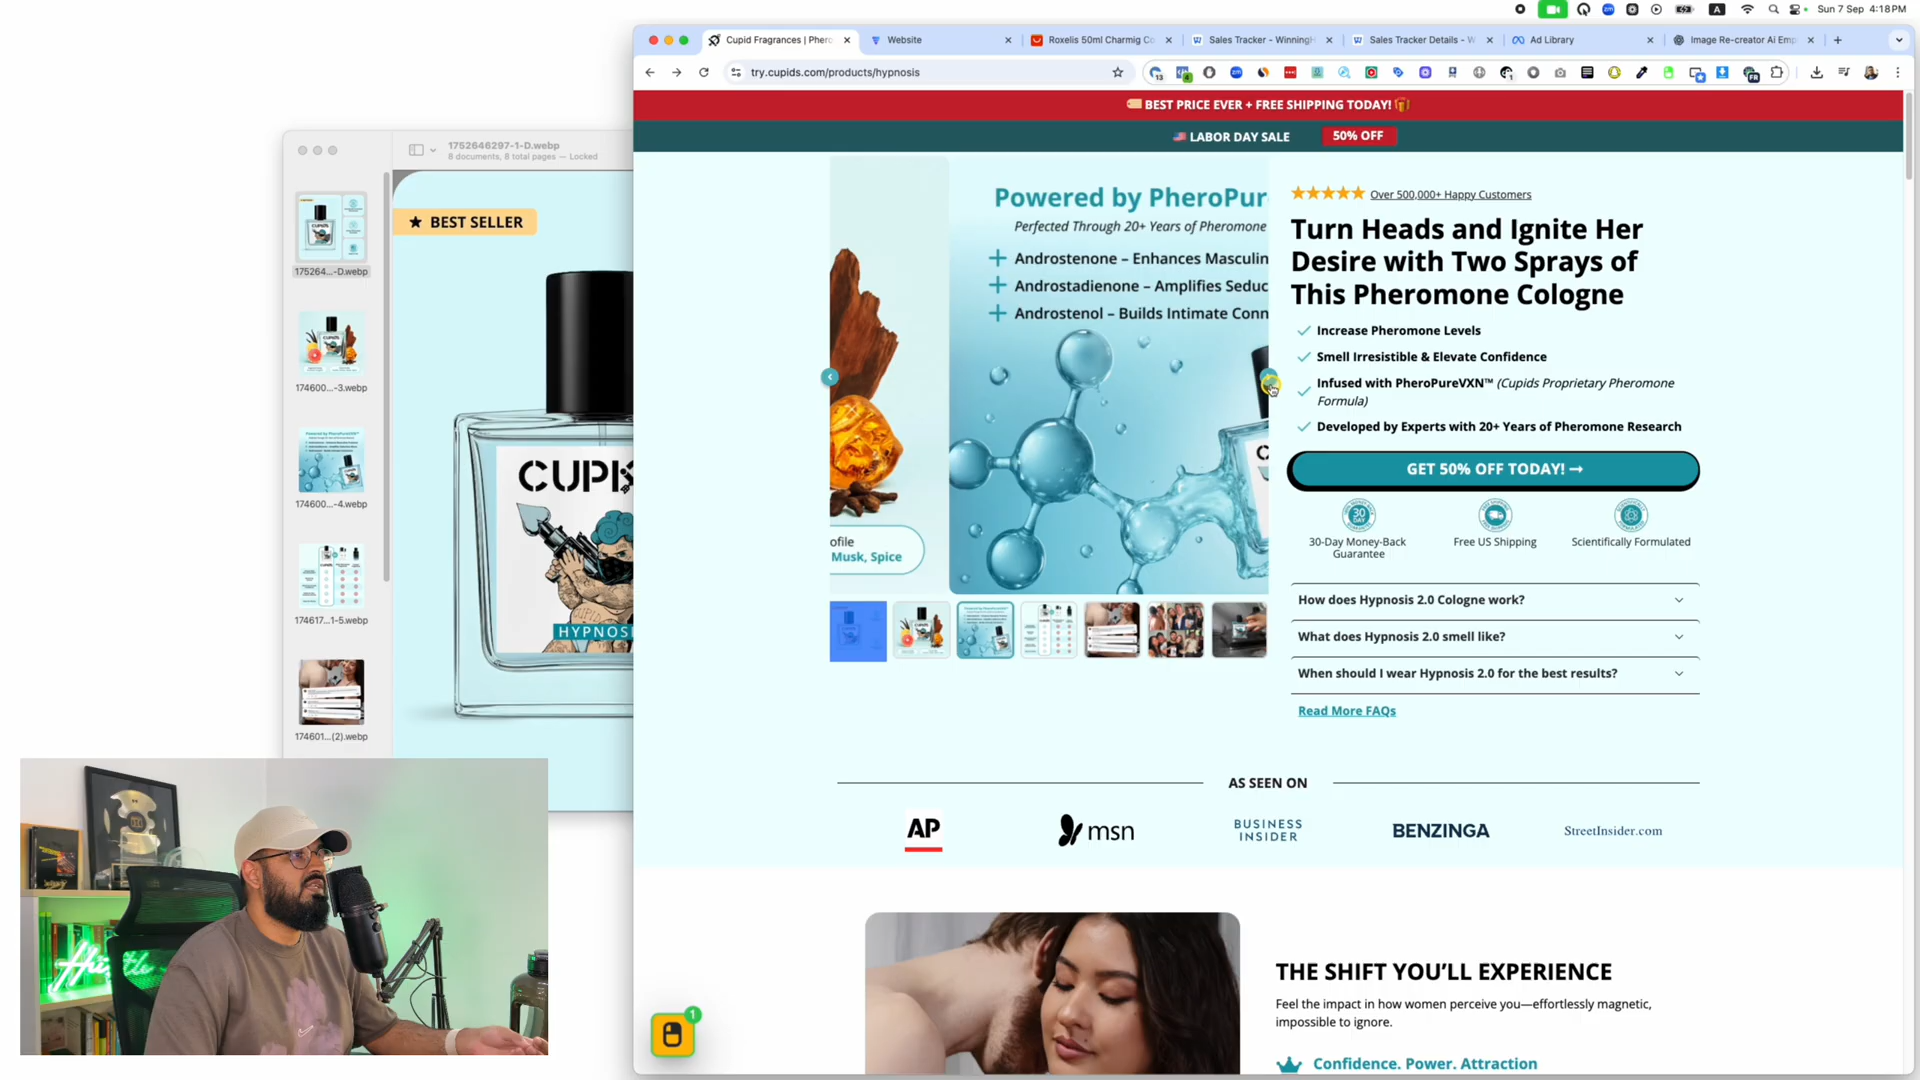 Sun 7 Sep 4:18 PM
Cupid Fragrances | Phero
Website
Roxelis 50ml Charmig Co
Sales Tracker - WinningH
Sales Tracker Details - W
Ad Library
Image Re-creator Ai Emp
try.cupids.com/products/hypnosis
BEST PRICE EVER + FREE SHIPPING TODAY!
LABOR DAY SALE
50% OFF
1752646297-1-D.webp
8 documents, 8 total pages — Locked
175264...-D.webp
174600...-3.webp
174600...-4.webp
174617...1-5.webp
174601...(2).webp
★ BEST SELLER
CUPI
HYPNOSI
Powered by PheroPur
Perfected Through 20+ Years of Pheromone
Androstenone – Enhances Masculin
Androstadienone – Amplifies Seduc
Androstenol – Builds Intimate Conn
ofile
Musk, Spice
Over 500,000+ Happy Customers
Turn Heads and Ignite Her
Desire with Two Sprays of
This Pheromone Cologne
Increase Pheromone Levels
Smell Irresistible & Elevate Confidence
Infused with PheroPureVXN™ (Cupids Proprietary Pheromone
Formula)
Developed by Experts with 20+ Years of Pheromone Research
GET 50% OFF TODAY! →
30 DAY
30-Day Money-Back
Guarantee
Free US Shipping
Scientifically Formulated
How does Hypnosis 2.0 Cologne work?
What does Hypnosis 2.0 smell like?
When should I wear Hypnosis 2.0 for the best results?
Read More FAQs
AS SEEN ON
AP
msn
BUSINESS
INSIDER
BENZINGA
StreetInsider.com
THE SHIFT YOU'LL EXPERIENCE
Feel the impact in how women perceive you—effortlessly magnetic,
impossible to ignore.
Confidence. Power. Attraction
1